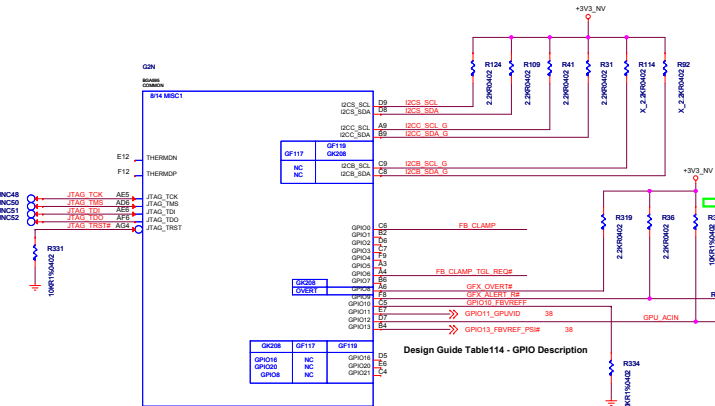 +3V3_NV
G2N
BGA595
COMMON
8/14 MISC1
R124
2.2KR0402
R109
2.2KR0402
R41
2.2KR0402
R31
2.2KR0402
R114
X_2.2KR0402
R92
X_2.2KR0402
I2CS_SCL D9 I2CS_SCL
I2CS_SDA D8 I2CS_SDA
I2CC_SCL A9 I2CC_SCL_G
I2CC_SDA B9 I2CC_SDA_G
GF117 GF119
GK208
NC
NC
I2CB_SCL C9 I2CB_SCL_G
I2CB_SDA C8 I2CB_SDA_G
E12 THERMDN
F12 THERMDP
+3V3_NV
INC48 JTAG_TCK AE5 JTAG_TCK
INC50 JTAG_TMS AD6 JTAG_TMS
INC51 JTAG_TDI AE6 JTAG_TDI
INC52 JTAG_TDO AF6 JTAG_TDO
JTAG_TRST# AG4 JTAG_TRST
R331
10KR1%0402
R319
2.2KR0402
R36
2.2KR0402
10KR1%0402
GPIO0 C6 FB_CLAMP
GPIO1 B2
GPIO2 D6
GPIO3 C7
GPIO4 F9
GPIO5 A3
GPIO6 A4 FB_CLAMP_TGL_REQ#
GPIO7 B6
GK208
OVERT
GPIO8 A6 GFX_OVERT#
GPIO9 F8 GFX_ALERT_R#
GPIO10 C5 GPIO10_FBVREFF
GPIO11 E7 GPIO11_GPUVID 38
GPIO12 D7 GPU_ACIN
GPIO13 B4 GPIO13_FBVREF_PSI# 38
GK208 GF117 GF119
GPIO16 NC
GPIO20 NC
GPIO8 NC
GPIO16 D5
GPIO20 E6
GPIO21 C4
Design Guide Table114 - GPIO Description
R334